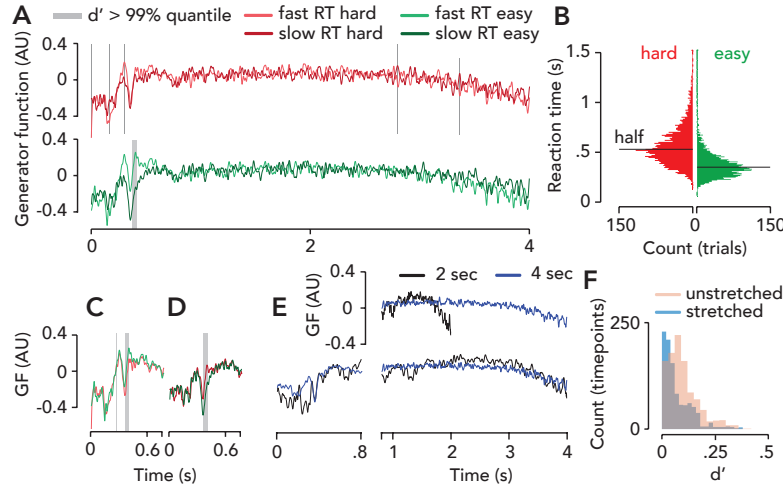 A
d' > 99% quantile
fast RT hard
slow RT hard
fast RT easy
slow RT easy
Generator function (AU)
0.4
0
-0.4
0.4
0
-0.4
0
2
4
B
Reaction time (s)
1.5
1
.5
0
hard
easy
half
150
0
150
Count (trials)
C
D
GF (AU)
0.4
0
-0.4
0
0.6
0
0.6
Time (s)
E
2 sec
4 sec
GF (AU)
0.4
0
-0.4
0
.8
1
2
3
4
Time (s)
F
unstretched
stretched
Count (timepoints)
250
0
0
.25
.5
d'